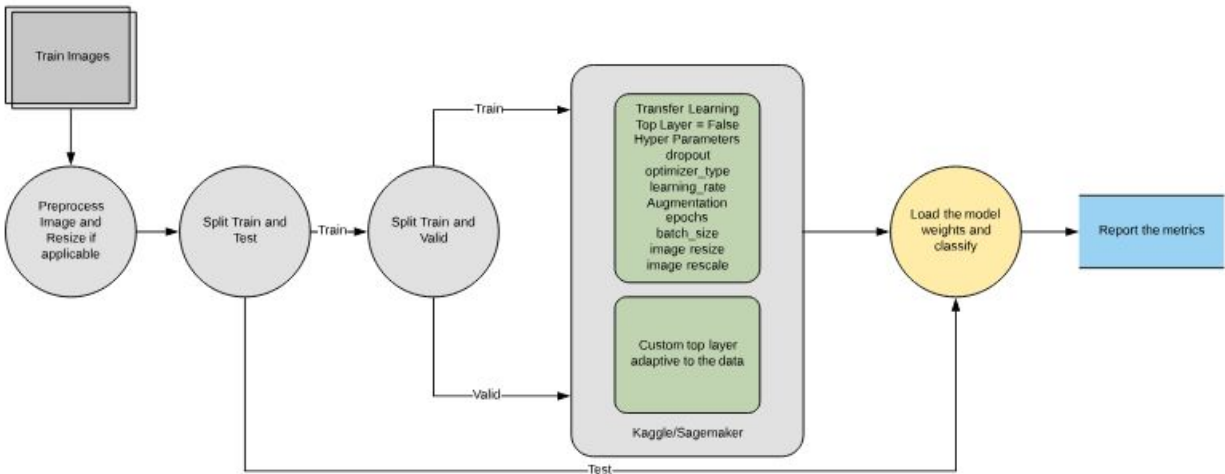 Train Images
Preprocess
Image and
Resize if
applicable
Split Train and
Test
Train
Split Train and
Valid
Train
Valid
Transfer Learning
Top Layer = False
Hyper Parameters
dropout
optimizer_type
learning_rate
Augmentation
epochs
batch_size
image resize
image rescale
Custom top layer
adaptive to the data
Kaggle/Sagemaker
Load the model
weights and
classify
Report the metrics
Test